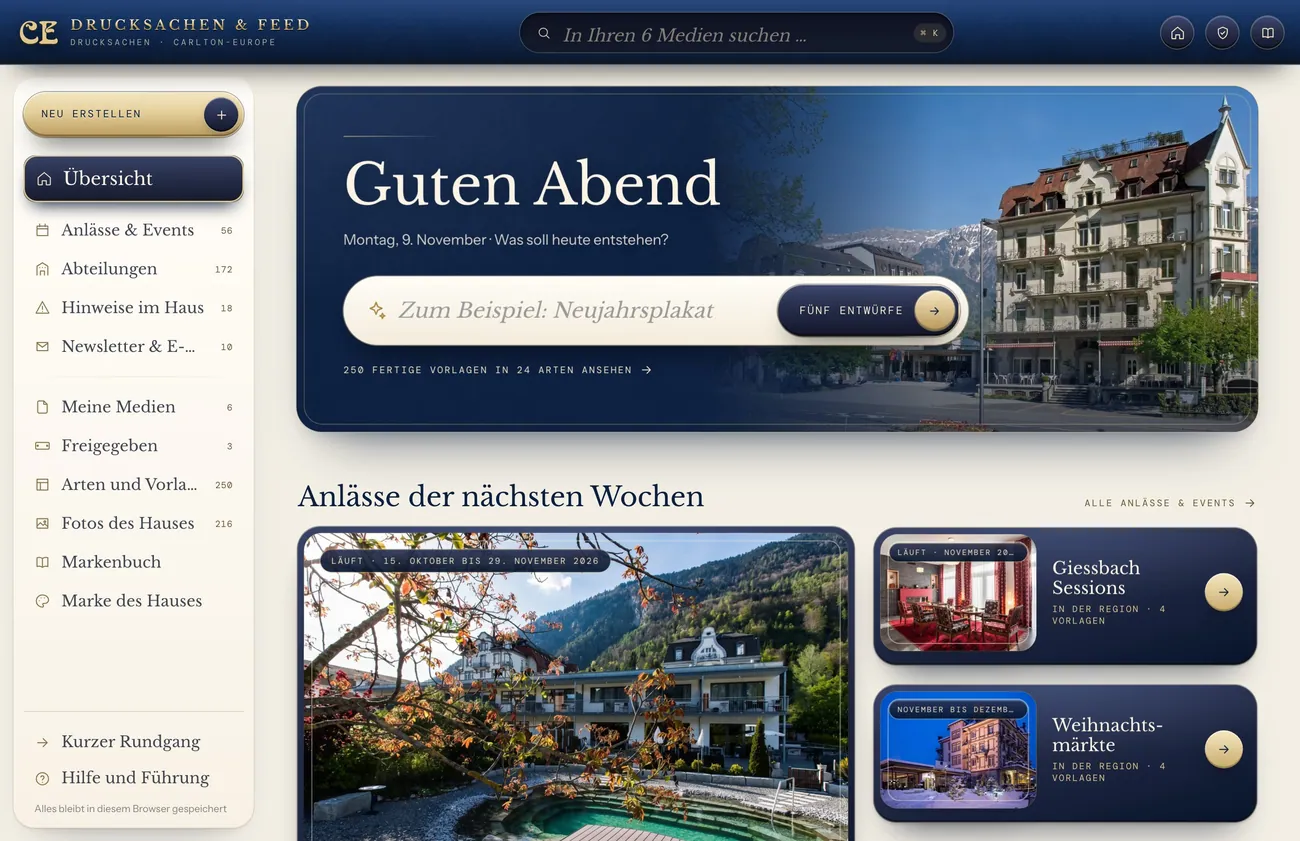 CE DRUCKSACHEN & FEED
DRUCKSACHEN · CARLTON-EUROPE
In Ihren 6 Medien suchen …
⌘ K
NEU ERSTELLEN
Übersicht
Anlässe & Events 56
Abteilungen 172
Hinweise im Haus 18
Newsletter & E-… 10
Meine Medien 6
Freigegeben 3
Arten und Vorla… 250
Fotos des Hauses 216
Markenbuch
Marke des Hauses
Kurzer Rundgang
Hilfe und Führung
Alles bleibt in diesem Browser gespeichert
Guten Abend
Montag, 9. November · Was soll heute entstehen?
Zum Beispiel: Neujahrsplakat
FÜNF ENTWÜRFE →
250 FERTIGE VORLAGEN IN 24 ARTEN ANSEHEN →
Anlässe der nächsten Wochen
ALLE ANLÄSSE & EVENTS →
LÄUFT · 15. OKTOBER BIS 29. NOVEMBER 2026
LÄUFT · NOVEMBER 20…
Giessbach
Sessions
IN DER REGION · 4
VORLAGEN
NOVEMBER BIS DEZEMB…
Weihnachts-
märkte
IN DER REGION · 4
VORLAGEN